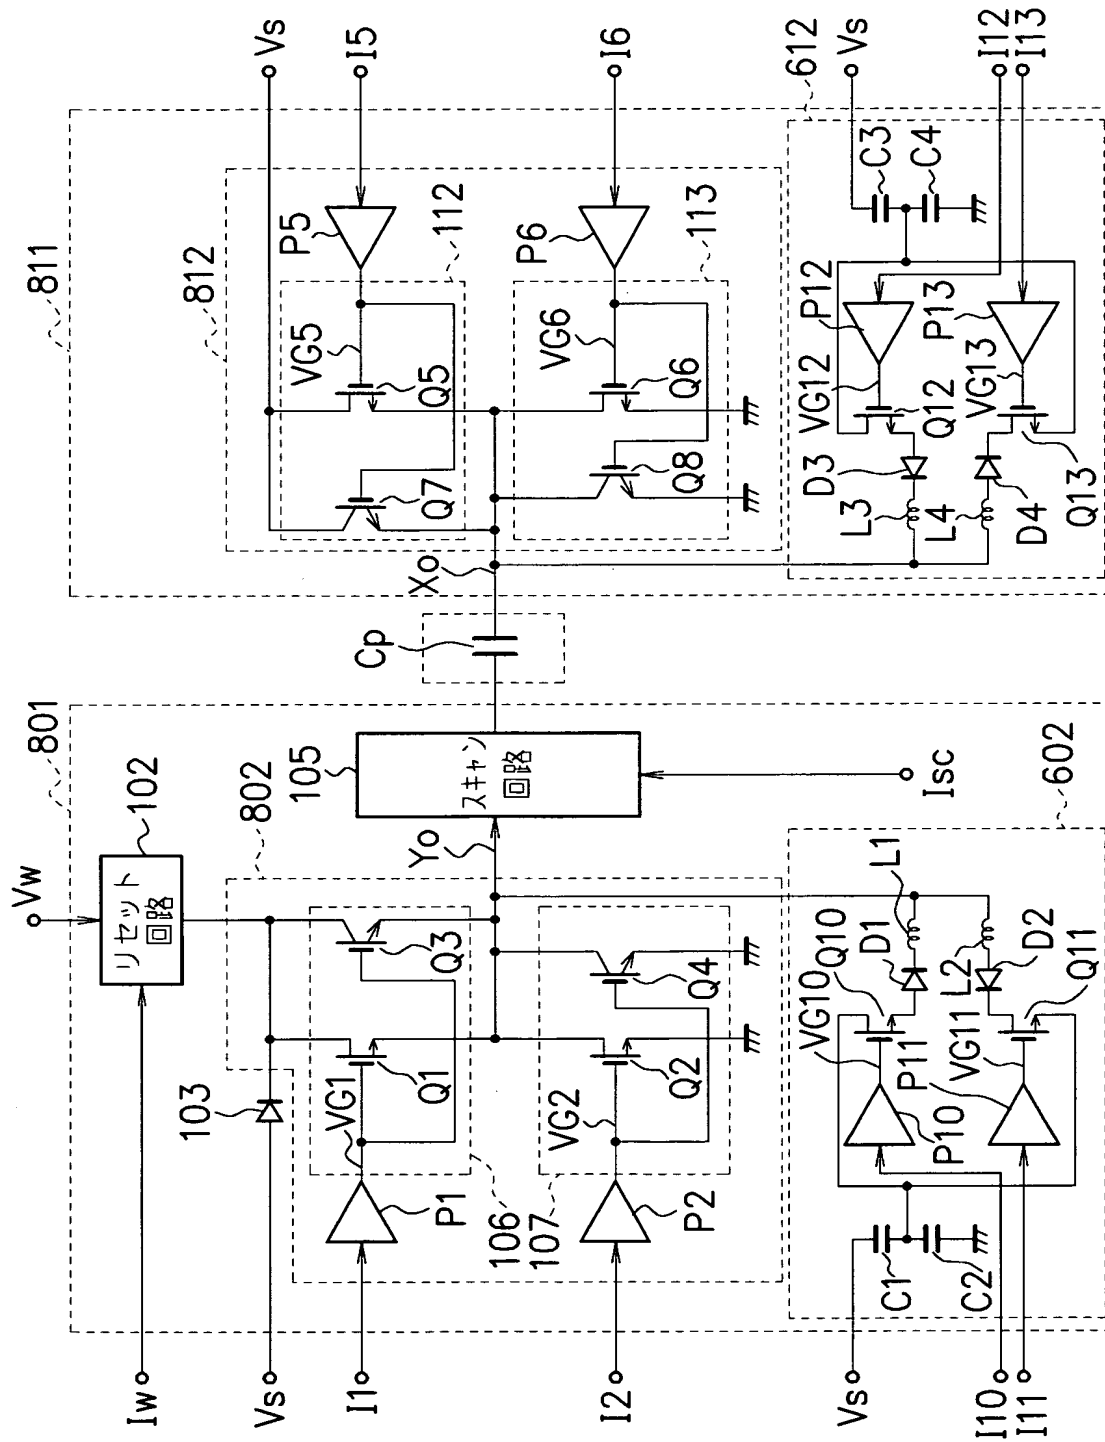 801
Vw
リセット
回路
102
Iw
103
802
105
スキャン
回路
Yo
Isc
Vs
I1
P1
VG1
Q1
Q3
106
107
I2
P2
VG2
Q2
Q4
602
Vs
C1
C2
I10
I11
P10
P11
VG10
VG11
Q10
Q11
D1
L1
L2
D2
Cp
Xo
811
812
Vs
I5
P5
112
VG5
Q5
Q7
I6
P6
113
VG6
Q6
Q8
612
Vs
C3
C4
I12
I13
P12
P13
VG12
VG13
Q12
Q13
D3
L3
L4
D4